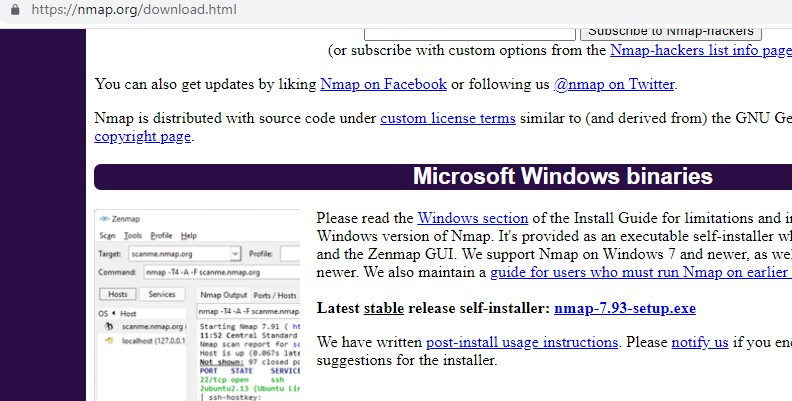 https://nmap.org/download.html
Subscribe to Nmap-hackers
(or subscribe with custom options from the Nmap-hackers list info page
You can also get updates by liking Nmap on Facebook or following us @nmap on Twitter.
Nmap is distributed with source code under custom license terms similar to (and derived from) the GNU Ge
copyright page.
Microsoft Windows binaries
Please read the Windows section of the Install Guide for limitations and i
Windows version of Nmap. It's provided as an executable self-installer wh
and the Zenmap GUI. We support Nmap on Windows 7 and newer, as wel
newer. We also maintain a guide for users who must run Nmap on earlier
Latest stable release self-installer: nmap-7.93-setup.exe
We have written post-install usage instructions. Please notify us if you en
suggestions for the installer.
Zenmap
Scan Tools Profile Help
Target: scanme.nmap.org Profile:
Command: nmap -T4 -A -F scanme.nmap.org
Hosts Services Nmap Output Ports / Hosts
OS Host nmap -T4 -A -F scanme.nmap.org
scanme.nmap.org
localhost (127.0.0.1
Starting Nmap 7.91 ( ht
11:52 Central Standard
Nmap scan report for sc
Host is up (0.067s late
Not shown: 97 closed po
PORT STATE SERVICE
22/tcp open ssh
2ubuntu2.13 (Ubuntu Lin
| ssh-hostkey: